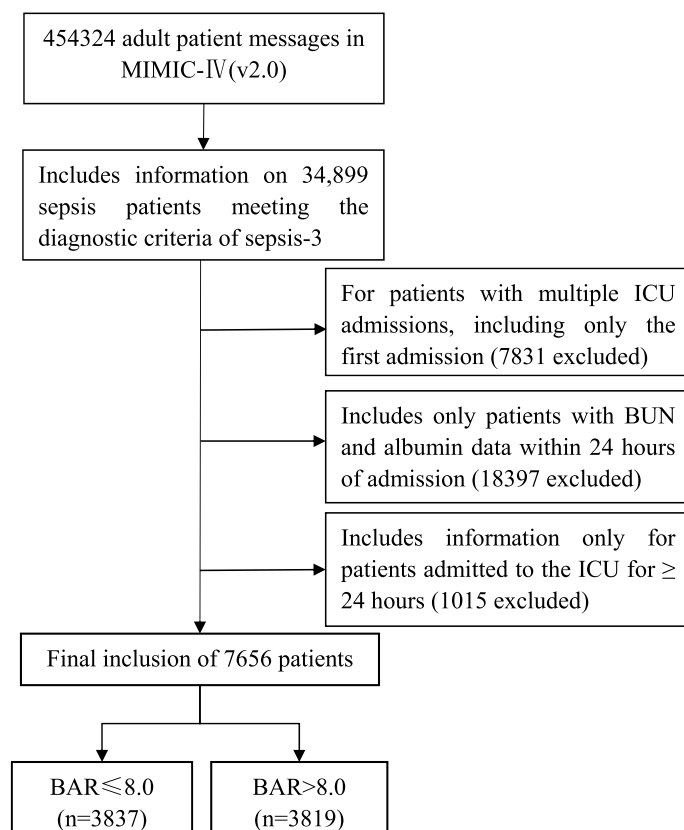 454324 adult patient messages in
MIMIC-Ⅳ(v2.0)
Includes information on 34,899
sepsis patients meeting the
diagnostic criteria of sepsis-3
For patients with multiple ICU
admissions, including only the
first admission (7831 excluded)
Includes only patients with BUN
and albumin data within 24 hours
of admission (18397 excluded)
Includes information only for
patients admitted to the ICU for ≥
24 hours (1015 excluded)
Final inclusion of 7656 patients
BAR≤8.0
(n=3837)
BAR>8.0
(n=3819)